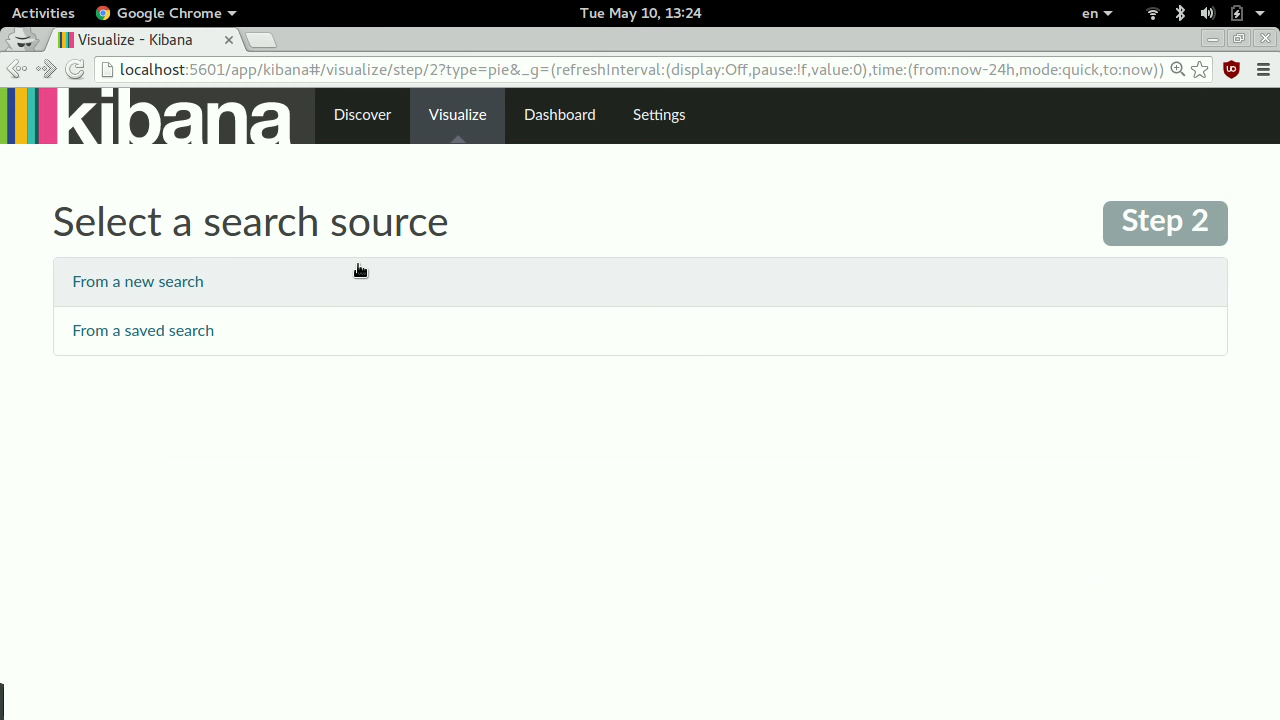 Activities Google Chrome Tue May 10, 13:24 en
Visualize - Kibana
localhost:5601/app/kibana#/visualize/step/2?type=pie&_g=(refreshInterval:(display:Off,pause:!f,value:0),time:(from:now-24h,mode:quick,to:now))
kibana Discover Visualize Dashboard Settings
Select a search source Step 2
From a new search
From a saved search